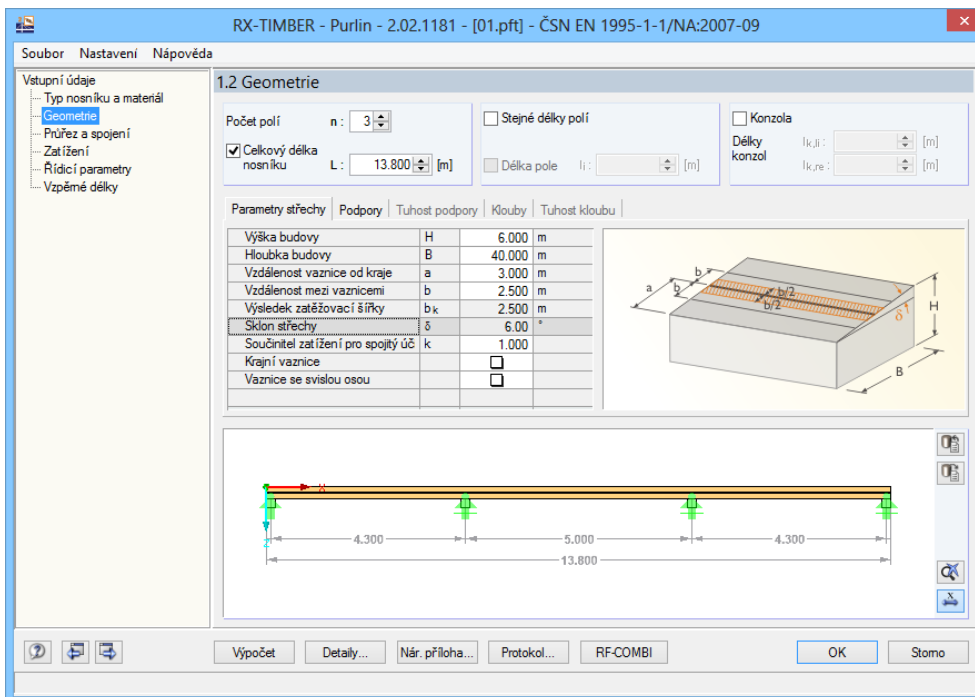 RX-TIMBER - Purlin - 2.02.1181 - [01.pft] - ČSN EN 1995-1-1/NA:2007-09
Soubor Nastavení Nápověda
Vstupní údaje
Typ nosníku a materiál
Geometrie
Průřez a spojení
Zatížení
Řídicí parametry
Vzpěrné délky
1.2 Geometrie
Počet polí n : 3
Celkový délka nosníku L : 13.800 [m]
Stejné délky polí
Délka pole li : [m]
Konzola
Délky konzol lk,li : [m]
lk,re : [m]
Parametry střechy Podpory Tuhost podpory Klouby Tuhost kloubu
Výška budovy H 6.000 m
Hloubka budovy B 40.000 m
Vzdálenost vaznice od kraje a 3.000 m
Vzdálenost mezi vaznicemi b 2.500 m
Výsledek zatěžovací šířky bk 2.500 m
Sklon střechy δ 6.00 °
Součinitel zatížení pro spojitý úč k 1.000
Krajní vaznice
Vaznice se svislou osou
a b b b/2 b/2 δ H B
X
Z
4.300 5.000 4.300
13.800
Výpočet Detaily... Nár. příloha... Protokol... RF-COMBI OK Storno